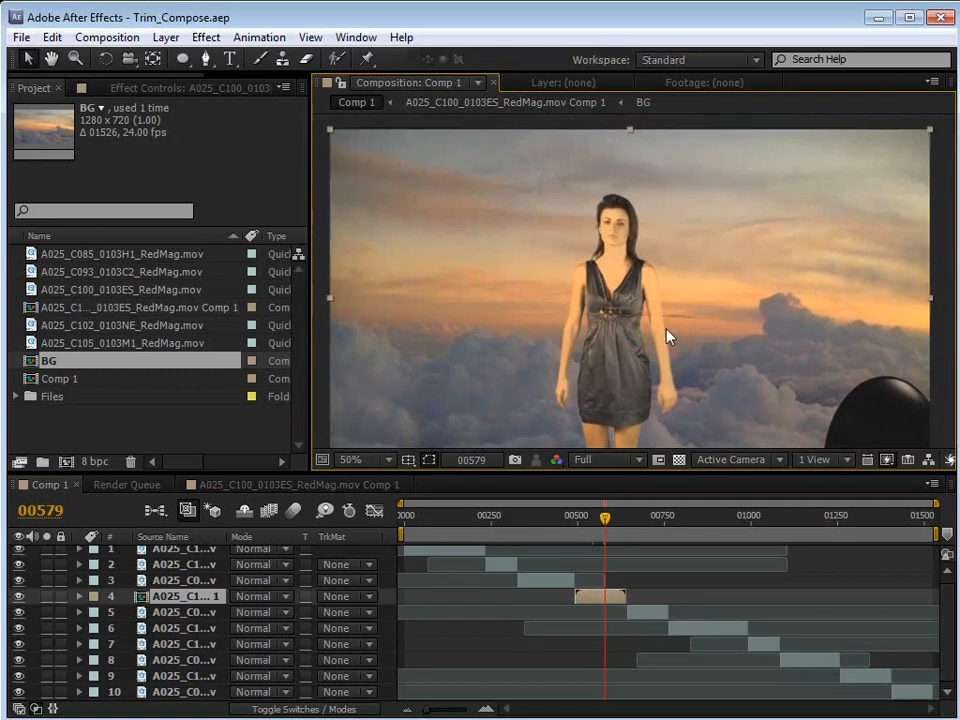 Ae Adobe After Effects - Trim_Compose.aep
File Edit Composition Layer Effect Animation View Window Help
Workspace: Standard Search Help
Project Effect Controls: A025_C100_0103
Composition: Comp 1 Layer: (none) Footage: (none)
Comp 1 A025_C100_0103ES_RedMag.mov Comp 1 BG
BG, used 1 time
1280 x 720 (1.00)
Δ 01526, 24.00 fps
Name Type
A025_C085_0103H1_RedMag.mov Quic
A025_C093_0103C2_RedMag.mov Quic
A025_C100_0103ES_RedMag.mov Quic
A025_C1..._0103ES_RedMag.mov Comp 1 Com
A025_C102_0103NE_RedMag.mov Quic
A025_C105_0103M1_RedMag.mov Quic
BG Com
Comp 1 Com
Files Fold
8 bpc
50% 00579 Full Active Camera 1 View
Comp 1 Render Queue A025_C100_0103ES_RedMag.mov Comp 1
00579
0000 00250 00500 00750 01000 01250 01500
# Source Name Mode T TrkMat
1 A025_C1...v Normal
2 A025_C1...v Normal None
3 A025_C0...v Normal None
4 A025_C1... 1 Normal None
5 A025_C0...v Normal None
6 A025_C1...v Normal None
7 A025_C1...v Normal None
8 A025_C0...v Normal None
9 A025_C1...v Normal None
10 A025_C0...v Normal None
Toggle Switches / Modes